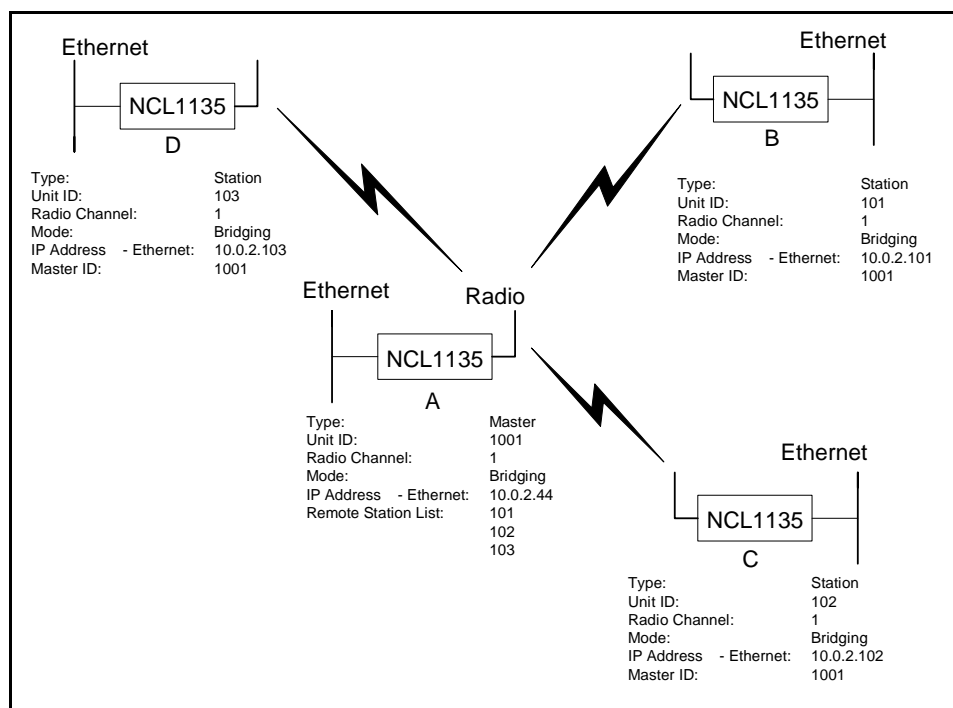 Ethernet
NCL1135
D
Type: Station
Unit ID: 103
Radio Channel: 1
Mode: Bridging
IP Address - Ethernet: 10.0.2.103
Master ID: 1001
Ethernet
NCL1135
B
Type: Station
Unit ID: 101
Radio Channel: 1
Mode: Bridging
IP Address - Ethernet: 10.0.2.101
Master ID: 1001
Ethernet
Radio
NCL1135
A
Type: Master
Unit ID: 1001
Radio Channel: 1
Mode: Bridging
IP Address - Ethernet: 10.0.2.44
Remote Station List: 101
102
103
Ethernet
NCL1135
C
Type: Station
Unit ID: 102
Radio Channel: 1
Mode: Bridging
IP Address - Ethernet: 10.0.2.102
Master ID: 1001